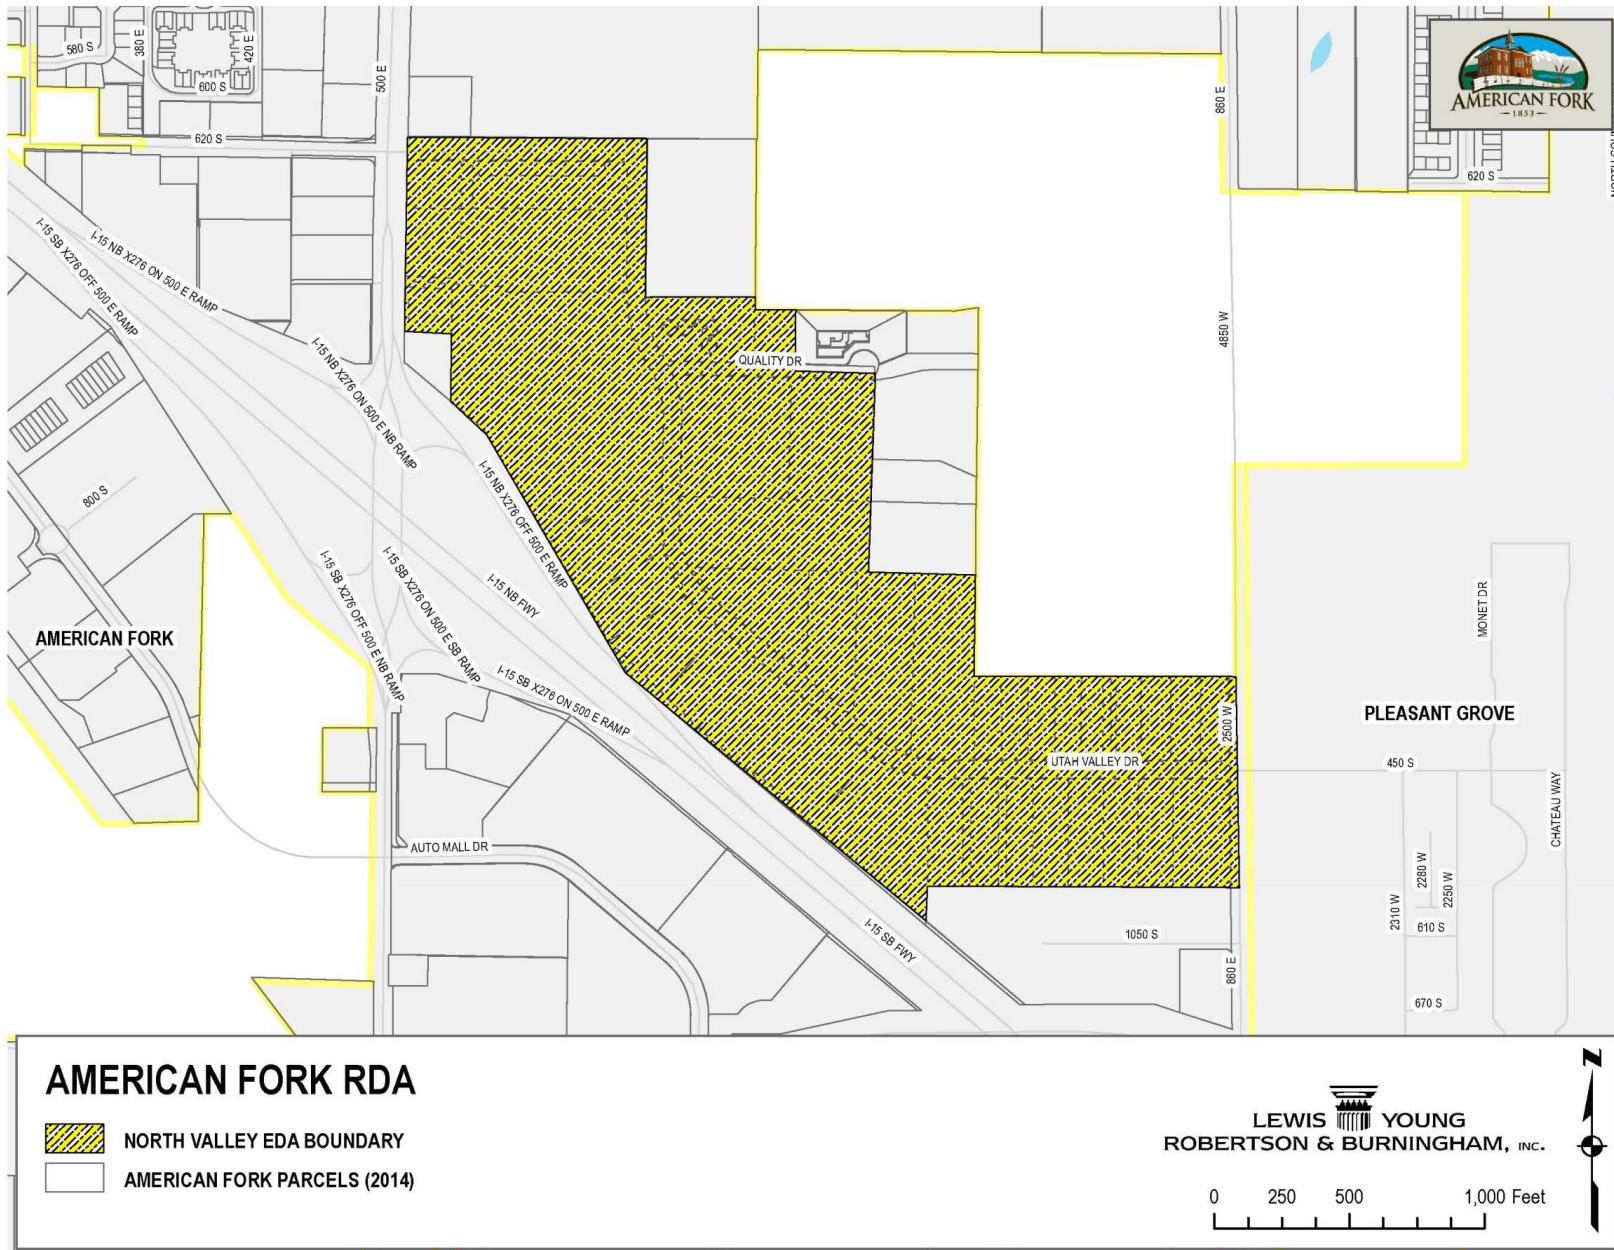 580 S
380 E
420 E
600 S
500 E
620 S
860 E
AMERICAN FORK
1853
620 S
I-15 SB X276 OFF 500 E RAMP
I-15 NB X276 ON 500 E RAMP
I-15 NB X276 ON 500 E NB RAMP
4850 W
QUALITY DR
I-15 NB X276 OFF 500 E RAMP
800 S
I-15 SB X276 OFF 500 E NB RAMP
I-15 SB X276 ON 500 E SB RAMP
I-15 NB FWY
MONET DR
AMERICAN FORK
I-15 SB X276 ON 500 E RAMP
2500 W
PLEASANT GROVE
UTAH VALLEY DR
450 S
CHATEAU WAY
AUTO MALL DR
2280 W
2250 W
2310 W
610 S
I-15 SB FWY
1050 S
860 E
670 S
AMERICAN FORK RDA
NORTH VALLEY EDA BOUNDARY
AMERICAN FORK PARCELS (2014)
LEWIS YOUNG
ROBERTSON & BURNINGHAM, INC.
Z
0 250 500 1,000 Feet